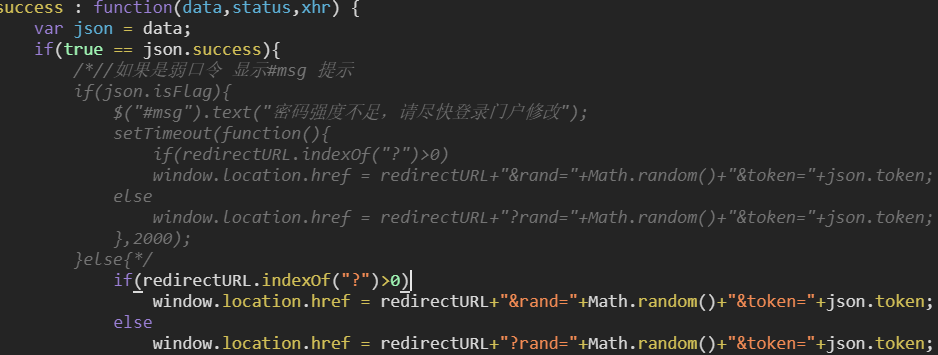 success : function(data,status,xhr) {
var json = data;
if(true == json.success){
/*//如果是弱口令 显示#msg 提示
if(json.isFlag){
$("#msg").text("密码强度不足，请尽快登录门户修改");
setTimeout(function(){
if(redirectURL.indexOf("?")>0)
window.location.href = redirectURL+"&rand="+Math.random()+"&token="+json.token;
else
window.location.href = redirectURL+"?rand="+Math.random()+"&token="+json.token;
},2000);
}else{*/
if(redirectURL.indexOf("?")>0)
window.location.href = redirectURL+"&rand="+Math.random()+"&token="+json.token;
else
window.location.href = redirectURL+"?rand="+Math.random()+"&token="+json.token;